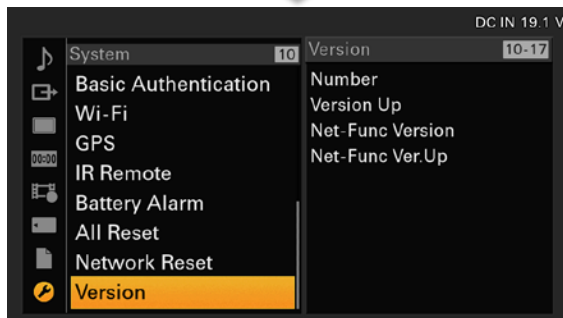 DC IN 19.1 V
System 10
Version 10-17
00:00
Basic Authentication
Wi-Fi
GPS
IR Remote
Battery Alarm
All Reset
Network Reset
Version
Number
Version Up
Net-Func Version
Net-Func Ver.Up